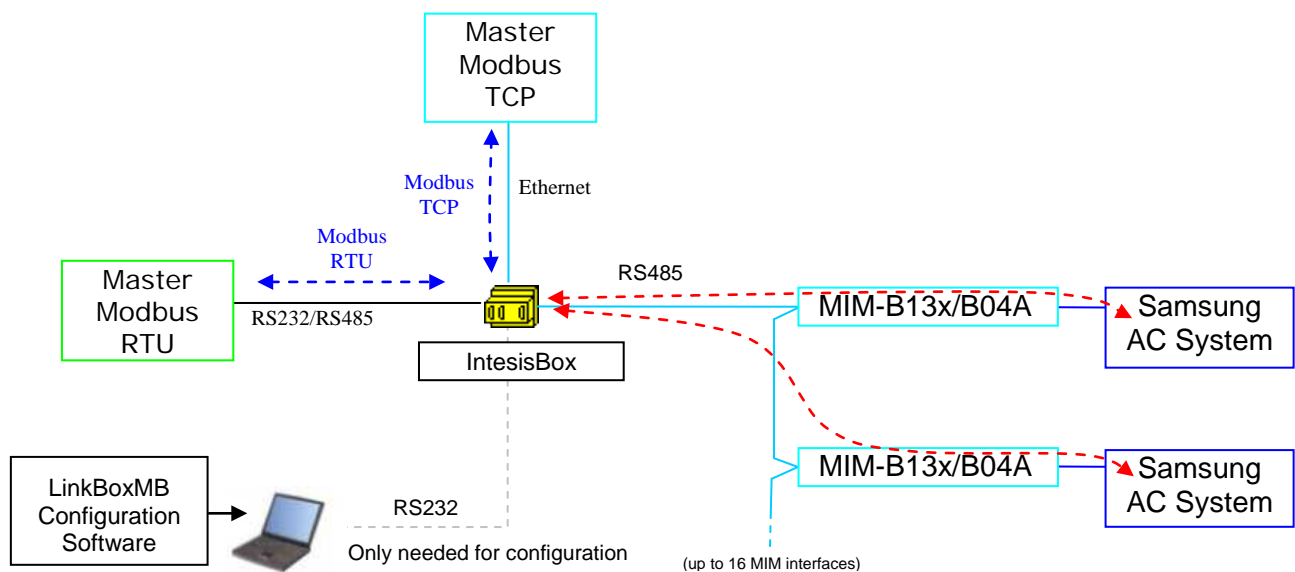 Master
Modbus
TCP
Modbus
TCP
Ethernet
Modbus
RTU
Master
Modbus
RTU
RS232/RS485
IntesisBox
RS485
MIM-B13x/B04A
Samsung
AC System
MIM-B13x/B04A
Samsung
AC System
LinkBoxMB
Configuration
Software
RS232
Only needed for configuration
(up to 16 MIM interfaces)